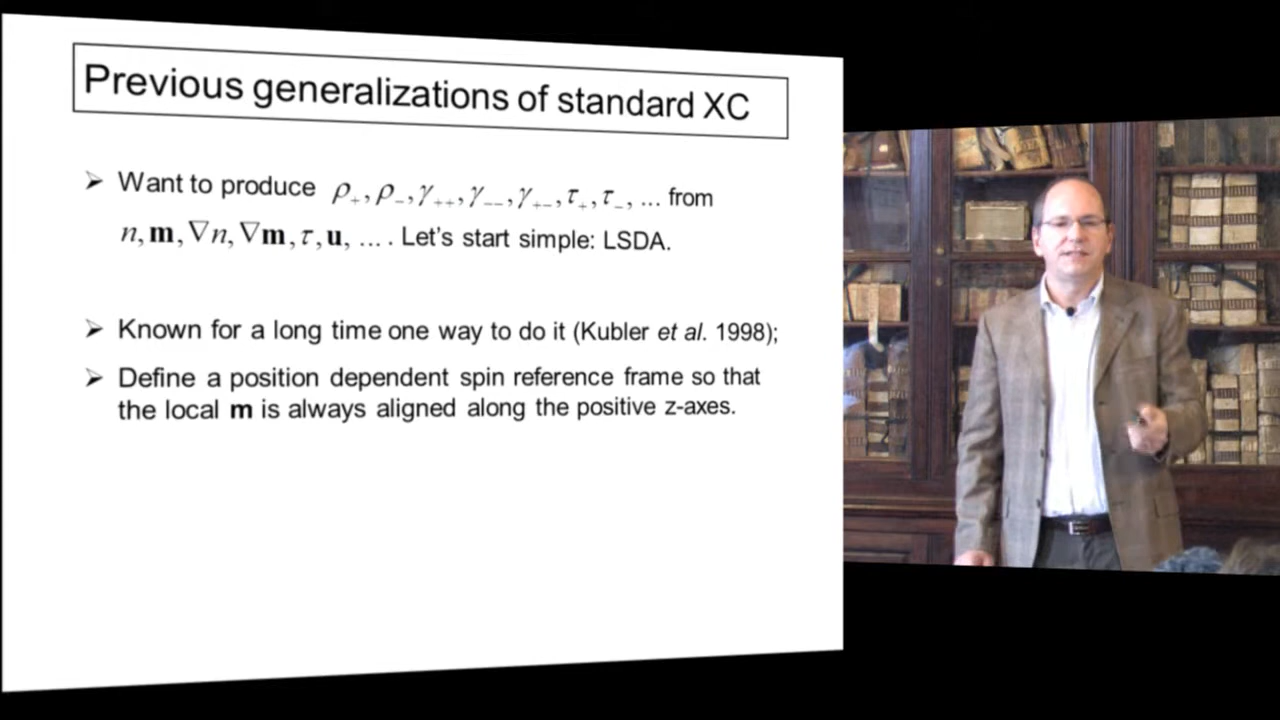 Previous generalizations of standard XC
➢ Want to produce ρ₊, ρ₋, γ₊₊, γ₋₋, γ₊₋, τ₊, τ₋, ... from
n, m, ∇n, ∇m, τ, u, ... . Let's start simple: LSDA.
➢ Known for a long time one way to do it (Kubler et al. 1998);
➢ Define a position dependent spin reference frame so that
the local m is always aligned along the positive z-axes.